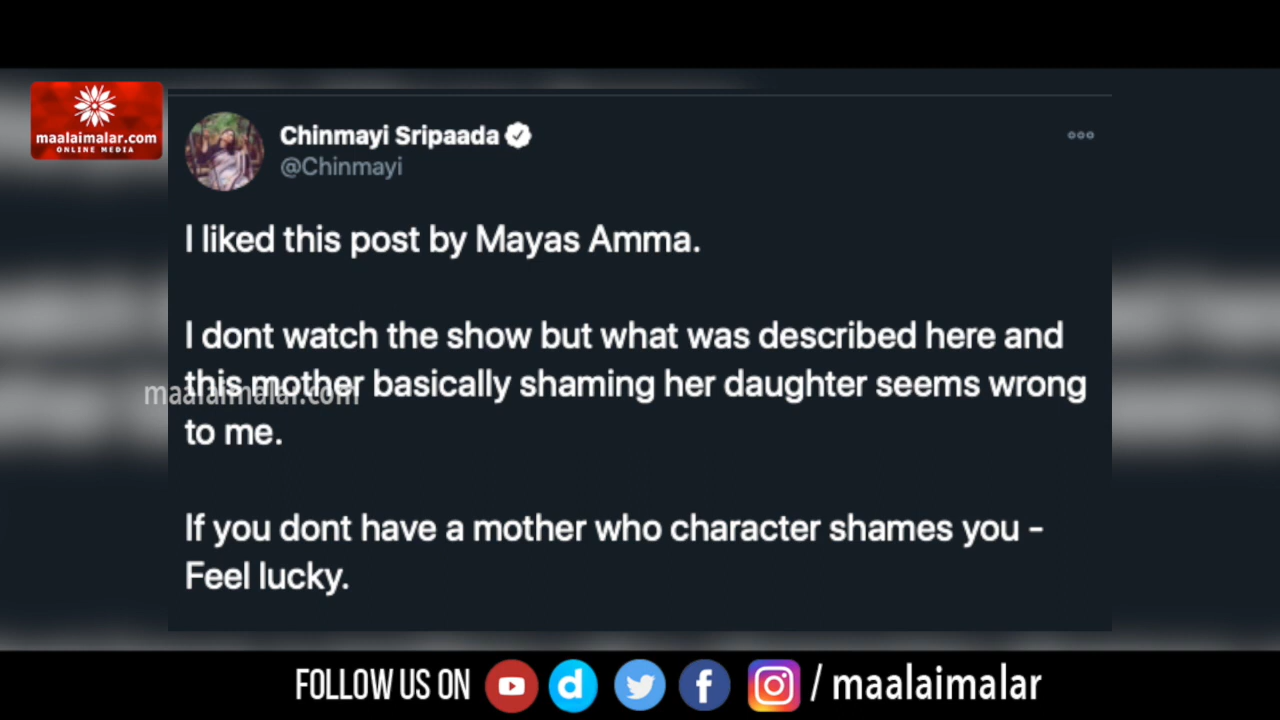 maalaimalar.com
ONLINE MEDIA
Chinmayi Sripaada
@Chinmayi
I liked this post by Mayas Amma.
I dont watch the show but what was described here and
this mother basically shaming her daughter seems wrong
to me.
maalaimalar.com
If you dont have a mother who character shames you -
Feel lucky.
FOLLOW US ON
/ maalaimalar